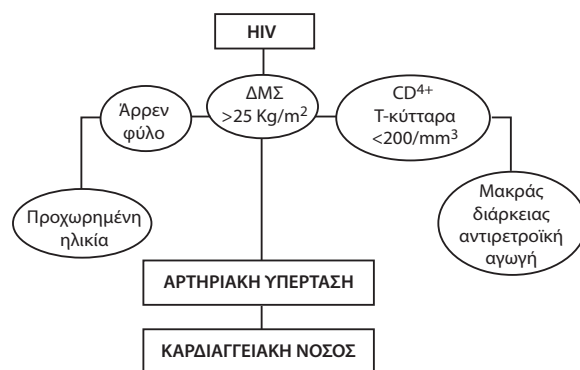 HIV
Άρρεν
φύλο
ΔΜΣ
>25 Kg/m²
CD⁴⁺
Τ-κύτταρα
<200/mm³
Προχωρημένη
ηλικία
Μακράς
διάρκειας
αντιρετροϊκή
αγωγή
ΑΡΤΗΡΙΑΚΗ ΥΠΕΡΤΑΣΗ
ΚΑΡΔΙΑΓΓΕΙΑΚΗ ΝΟΣΟΣ